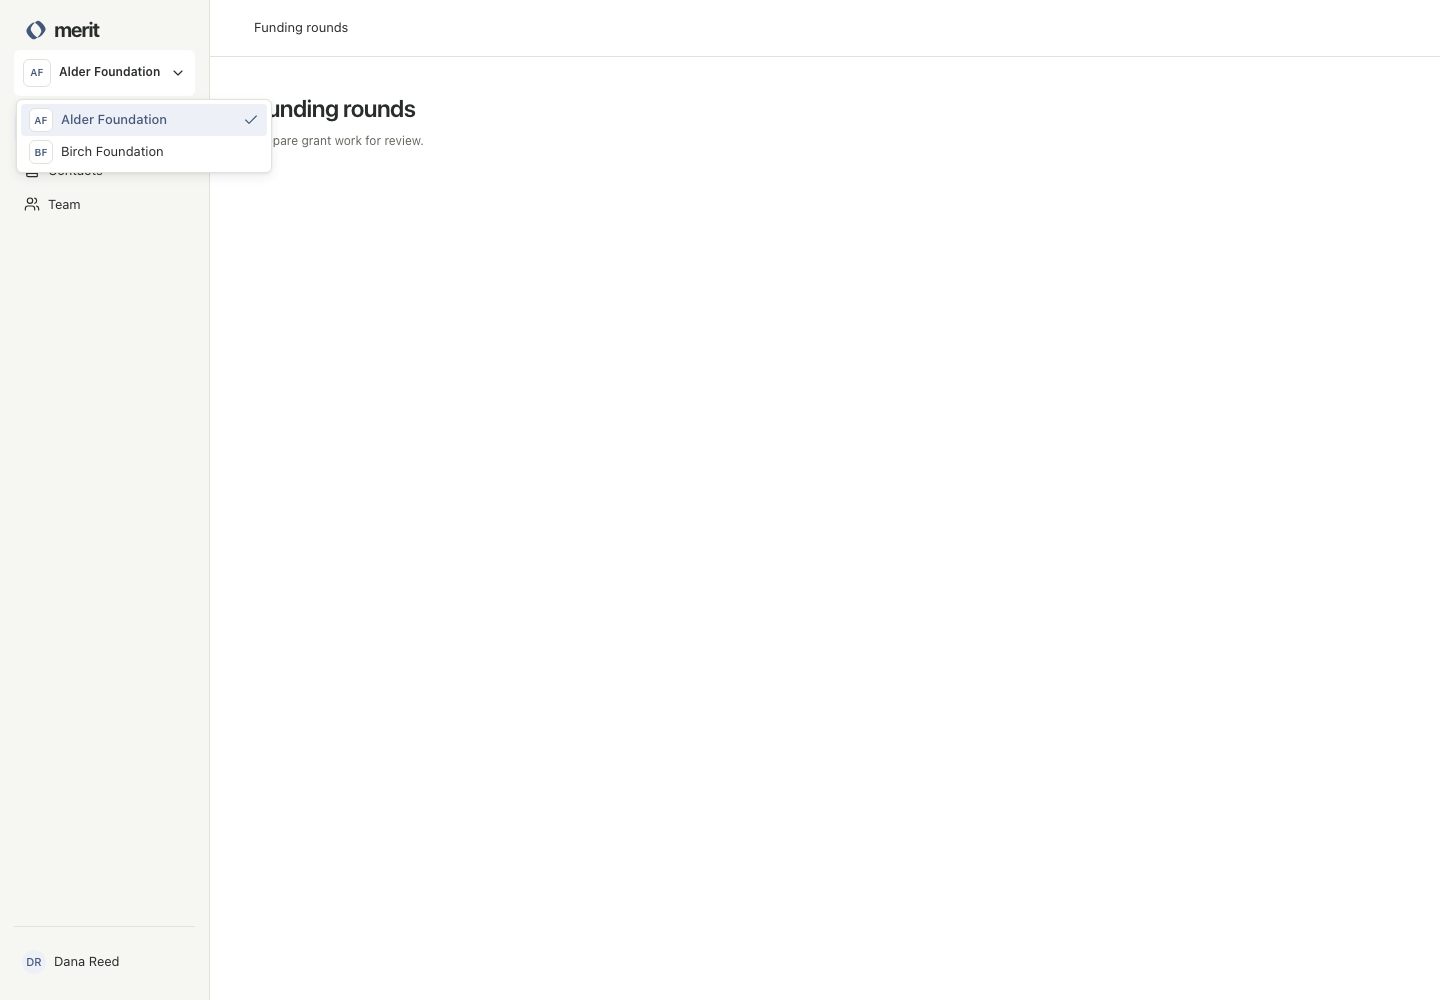 merit
Funding rounds
AF Alder Foundation
AF Alder Foundation
BF Birch Foundation
Team
unding rounds
pare grant work for review.
DR Dana Reed